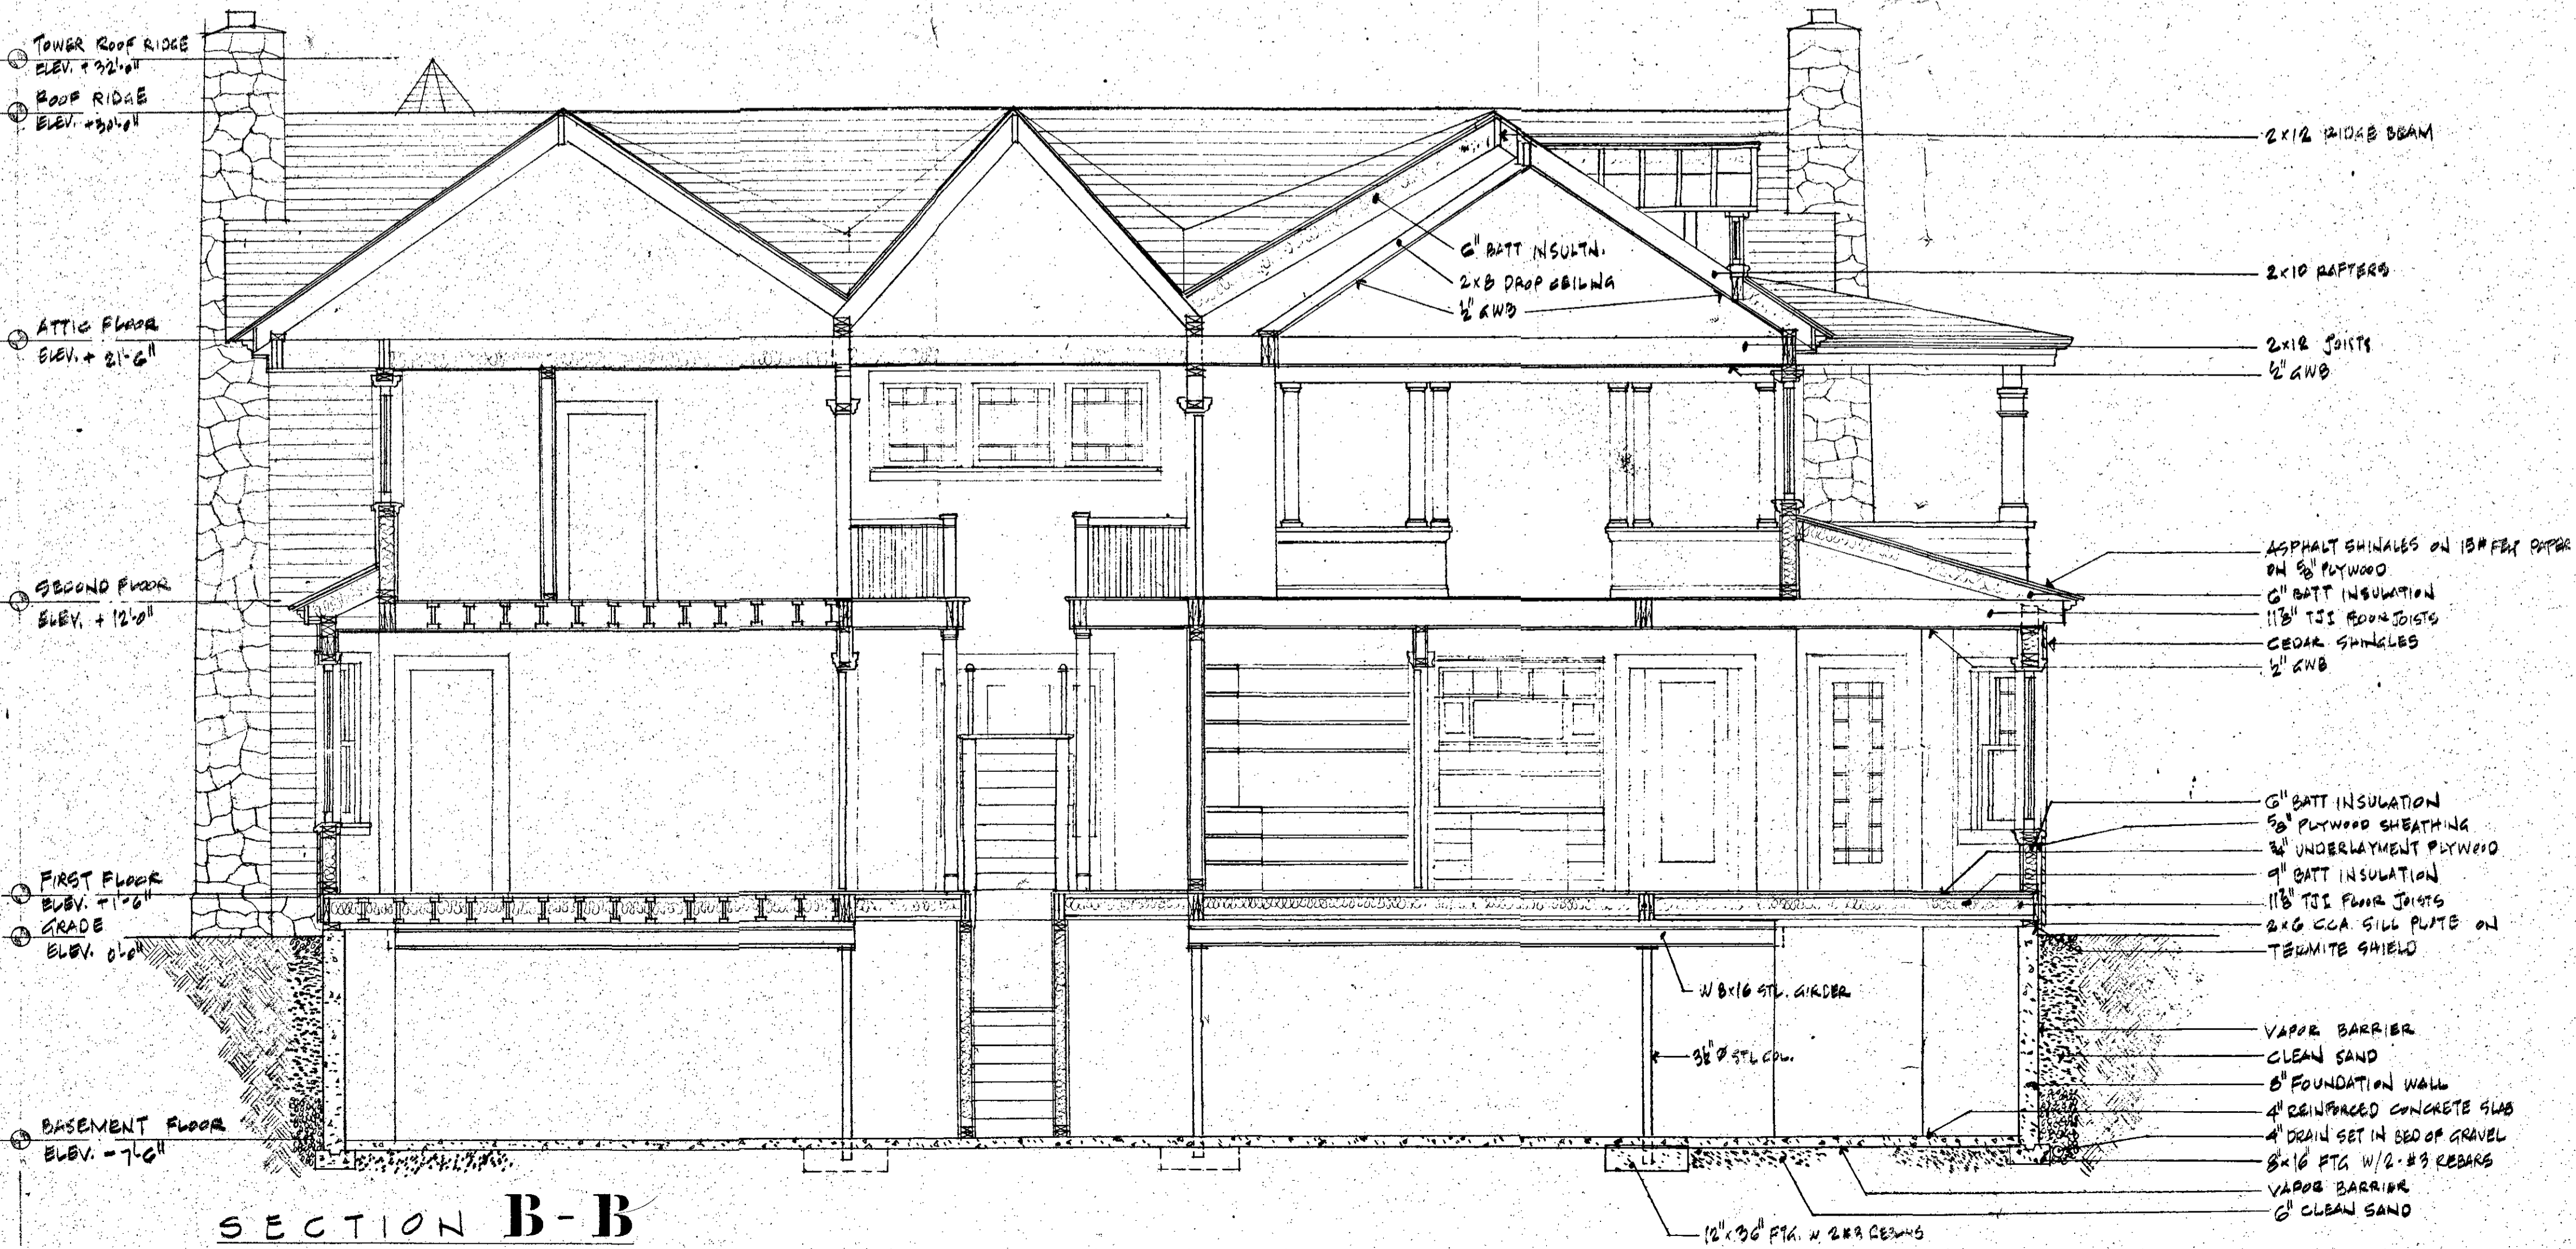 TOWER ROOF RIDGE
ELEV. + 32'-0"
ROOF RIDGE
ELEV. +30'-0"
ATTIC FLOOR
ELEV. + 21'-6"
SECOND FLOOR
ELEV. + 12'-0"
FIRST FLOOR
ELEV. +1'-6"
GRADE
ELEV. 0'-0"
BASEMENT FLOOR
ELEV. -7'-6"
6" BATT INSULTN.
2x8 DROP CEILING
½" GWB
W 8x16 STL. GIRDER
3½" Ø STL COL.
12" x 36" FTG. W 2#3 REBARS
2x12 RIDGE BEAM
2x10 RAFTERS
2x12 JOISTS
½" GWB
ASPHALT SHINGLES ON 15# FELT PAPER
ON ⅝" PLYWOOD
6" BATT INSULATION
11⅞" TJI FLOOR JOISTS
CEDAR SHINGLES
½" GWB
6" BATT INSULATION
⅝" PLYWOOD SHEATHING
¾" UNDERLAYMENT PLYWOOD
9" BATT INSULATION
11⅞" TJI FLOOR JOISTS
2x6 CCA. SILL PLATE ON
TERMITE SHIELD
VAPOR BARRIER
CLEAN SAND
8" FOUNDATION WALL
4" REINFORCED CONCRETE SLAB
4" DRAIN SET IN BED OF GRAVEL
8"x16" FTG W/2-#3 REBARS
VAPOR BARRIER
6" CLEAN SAND
SECTION B-B